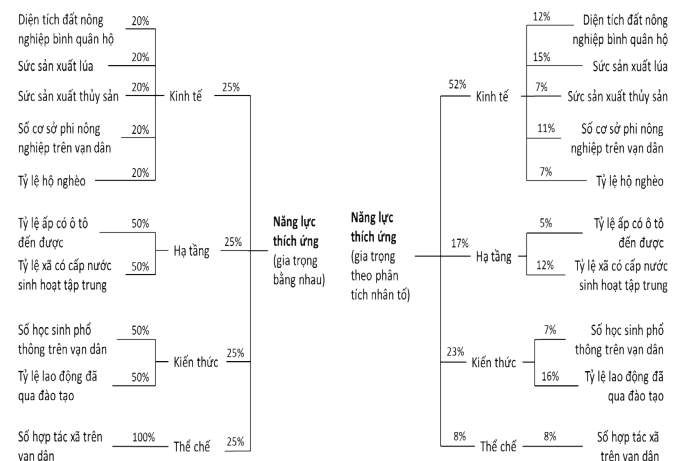 Diện tích đất nông
nghiệp bình quân hộ
20%
Sức sản xuất lúa
20%
Sức sản xuất thủy sản
20%
Số cơ sở phi nông
nghiệp trên vạn dân
20%
Tỷ lệ hộ nghèo
20%
Kinh tế
25%
Tỷ lệ ấp có ô tô
đến được
50%
Tỷ lệ xã có cấp nước
sinh hoạt tập trung
50%
Hạ tầng
25%
Số học sinh phổ
thông trên vạn dân
50%
Tỷ lệ lao động đã
qua đào tạo
50%
Kiến thức
25%
Số hợp tác xã trên
vạn dân
100%
Thể chế
25%
Năng lực
thích ứng
(gia trọng
bằng nhau)
Năng lực
thích ứng
(gia trọng
theo phân
tích nhân tố)
52%
Kinh tế
12%
Diện tích đất nông
nghiệp bình quân hộ
15%
Sức sản xuất lúa
7%
Sức sản xuất thủy sản
11%
Số cơ sở phi nông
nghiệp trên vạn dân
7%
Tỷ lệ hộ nghèo
17%
Hạ tầng
5%
Tỷ lệ ấp có ô tô
đến được
12%
Tỷ lệ xã có cấp nước
sinh hoạt tập trung
23%
Kiến thức
7%
Số học sinh phổ
thông trên vạn dân
16%
Tỷ lệ lao động đã
qua đào tạo
8%
Thể chế
8%
Số hợp tác xã
trên vạn dân